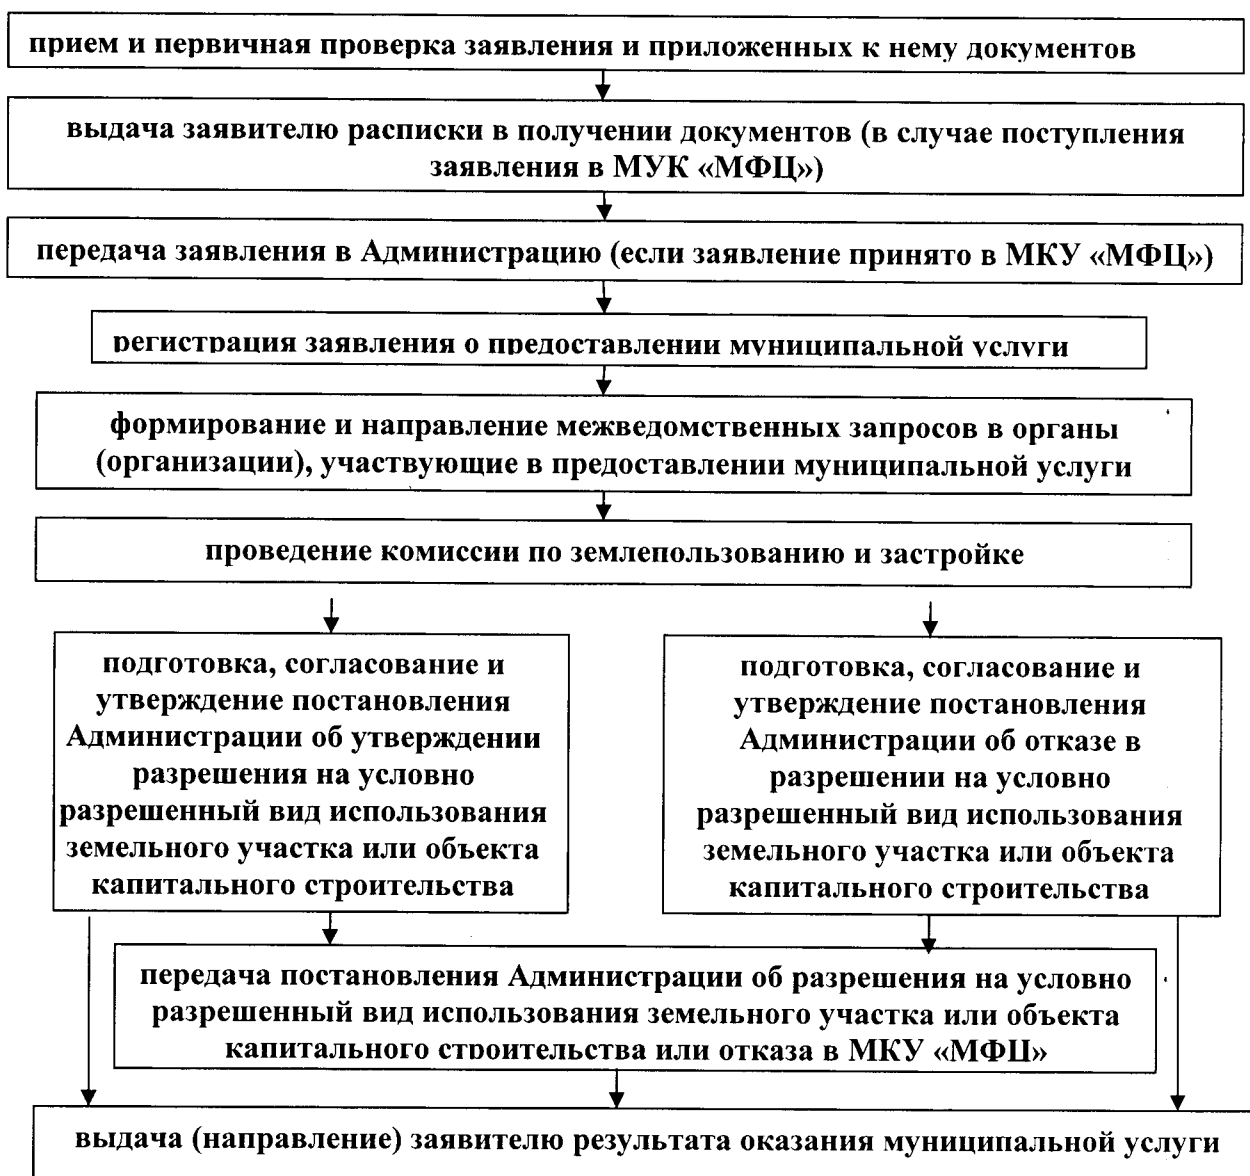 прием и первичная проверка заявления и приложенных к нему документов
выдача заявителю расписки в получении документов (в случае поступления
заявления в МУК «МФЦ»)
передача заявления в Администрацию (если заявление принято в МКУ «МФЦ»)
регистрация заявления о предоставлении муниципальной услуги
формирование и направление межведомственных запросов в органы
(организации), участвующие в предоставлении муниципальной услуги
проведение комиссии по землепользованию и застройке
подготовка, согласование и
утверждение постановления
Администрации об утверждении
разрешения на условно
разрешенный вид использования
земельного участка или объекта
капитального строительства
подготовка, согласование и
утверждение постановления
Администрации об отказе в
разрешении на условно
разрешенный вид использования
земельного участка или объекта
капитального строительства
передача постановления Администрации об разрешения на условно
разрешенный вид использования земельного участка или объекта
капитального строительства или отказа в МКУ «МФЦ»
выдача (направление) заявителю результата оказания муниципальной услуги